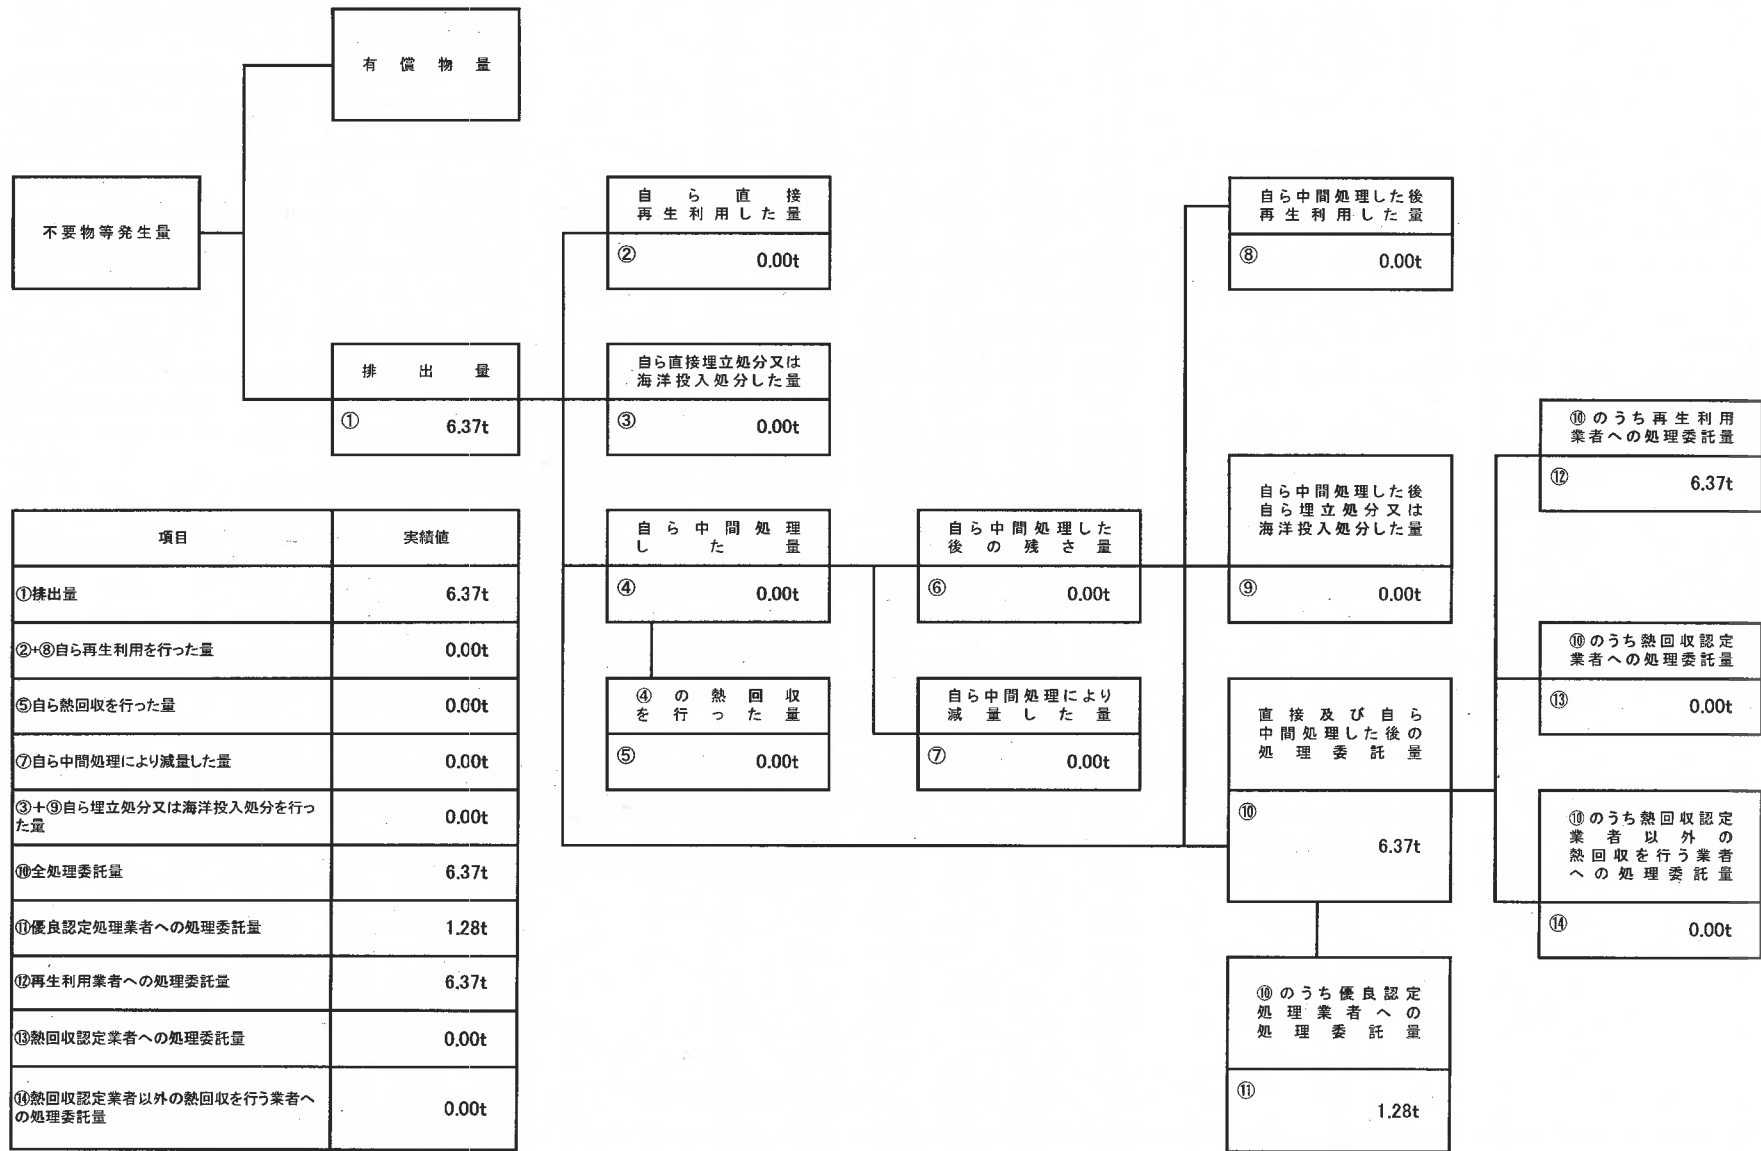 有償物量
不要物等発生量
排出量
① 6.37t
自ら直接
再生利用した量
② 0.00t
自ら直接埋立処分又は
海洋投入処分した量
③ 0.00t
自ら中間処理
した量
④ 0.00t
④の熱回収
を行った量
⑤ 0.00t
自ら中間処理した
後の残さ量
⑥ 0.00t
自ら中間処理により
減量した量
⑦ 0.00t
自ら中間処理した後
再生利用した量
⑧ 0.00t
自ら中間処理した後
自ら埋立処分又は
海洋投入処分した量
⑨ 0.00t
直接及び自ら
中間処理した後の
処理委託量
⑩
6.37t
⑩のうち優良認定
処理業者への
処理委託量
⑪
1.28t
⑩のうち再生利用
業者への処理委託量
⑫ 6.37t
⑩のうち熱回収認定
業者への処理委託量
⑬ 0.00t
⑩のうち熱回収認定
業者以外の
熱回収を行う業者
への処理委託量
⑭ 0.00t
項目 実績値
①排出量 6.37t
②+⑧自ら再生利用を行った量 0.00t
⑤自ら熱回収を行った量 0.00t
⑦自ら中間処理により減量した量 0.00t
③+⑨自ら埋立処分又は海洋投入処分を行っ
た量 0.00t
⑩全処理委託量 6.37t
⑪優良認定処理業者への処理委託量 1.28t
⑫再生利用業者への処理委託量 6.37t
⑬熱回収認定業者への処理委託量 0.00t
⑭熱回収認定業者以外の熱回収を行う業者へ
の処理委託量 0.00t